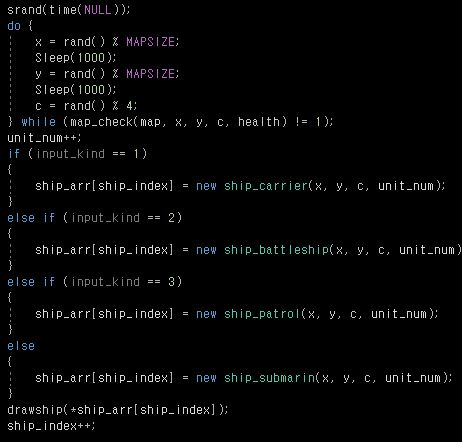 srand(time(NULL));
do {
x = rand() % MAPSIZE;
Sleep(1000);
y = rand() % MAPSIZE;
Sleep(1000);
c = rand() % 4;
} while (map_check(map, x, y, c, health) != 1);
unit_num++;
if (input_kind == 1)
{
ship_arr[ship_index] = new ship_carrier(x, y, c, unit_num);
}
else if (input_kind == 2)
{
ship_arr[ship_index] = new ship_battleship(x, y, c, unit_num)
}
else if (input_kind == 3)
{
ship_arr[ship_index] = new ship_patrol(x, y, c, unit_num);
}
else
{
ship_arr[ship_index] = new ship_submarin(x, y, c, unit_num);
}
drawship(*ship_arr[ship_index]);
ship_index++;